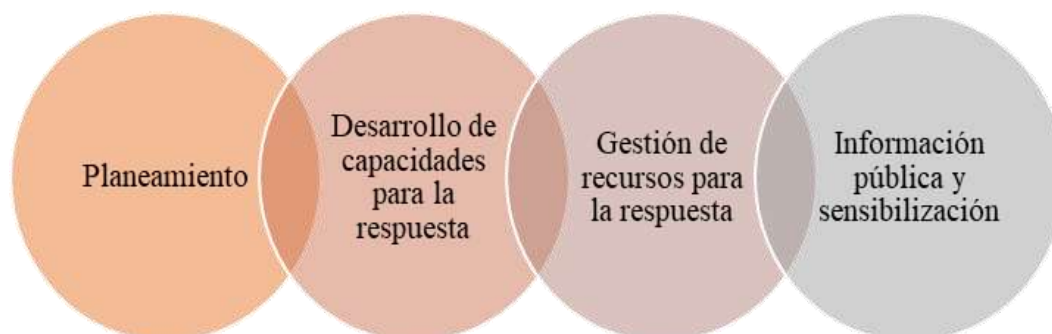 Planeamiento
Desarrollo de
capacidades
para la
respuesta
Gestión de
recursos para
la respuesta
Información
pública y
sensibilización